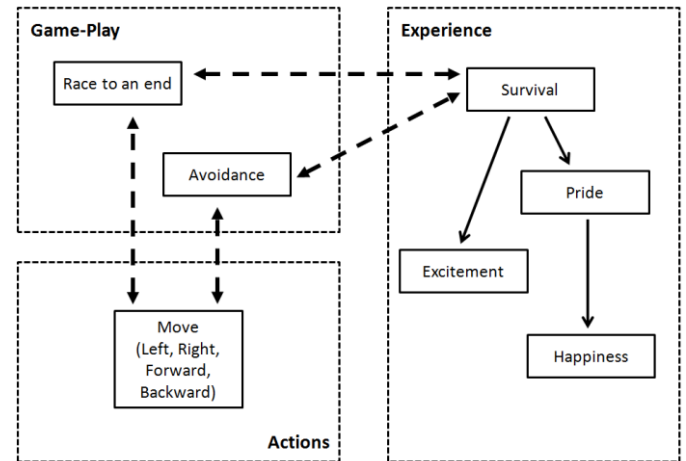 Game-Play
Race to an end
Avoidance
Experience
Survival
Pride
Excitement
Happiness
Move
(Left, Right,
Forward,
Backward)
Actions